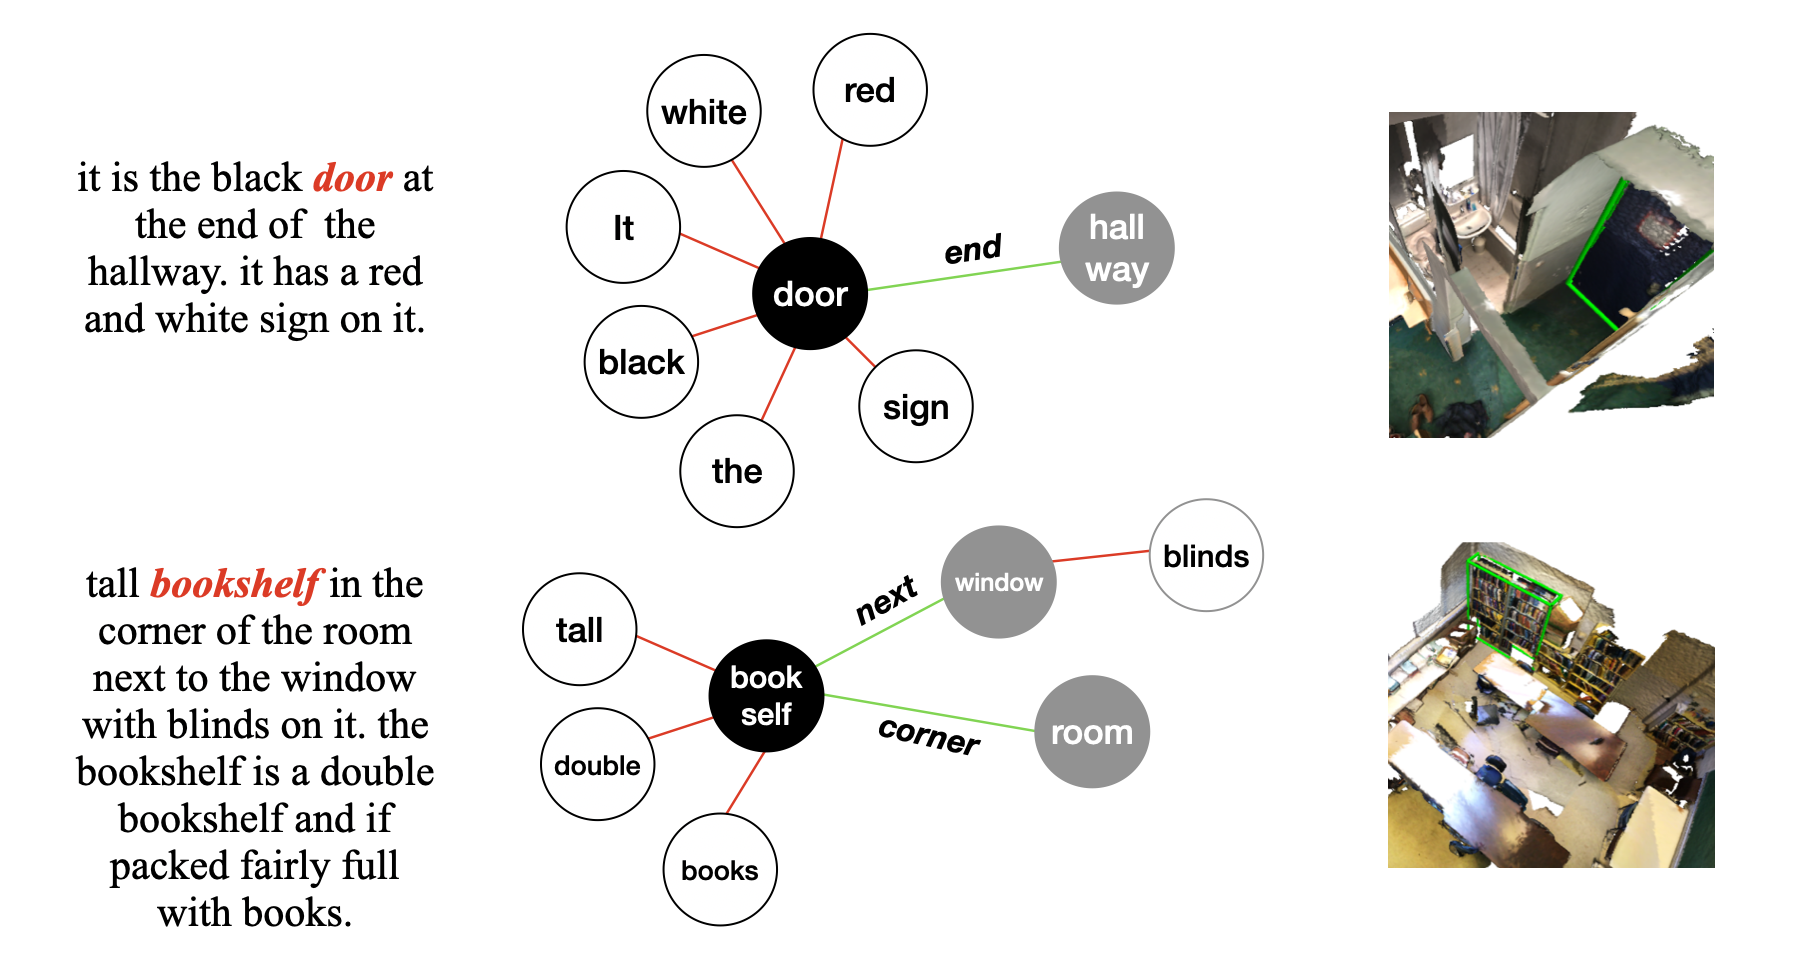 it is the black door at
the end of the
hallway. it has a red
and white sign on it.
white
red
It
door
end
hall
way
black
sign
the
tall bookshelf in the
corner of the room
next to the window
with blinds on it. the
bookshelf is a double
bookshelf and if
packed fairly full
with books.
tall
book
self
next
window
blinds
corner
room
double
books